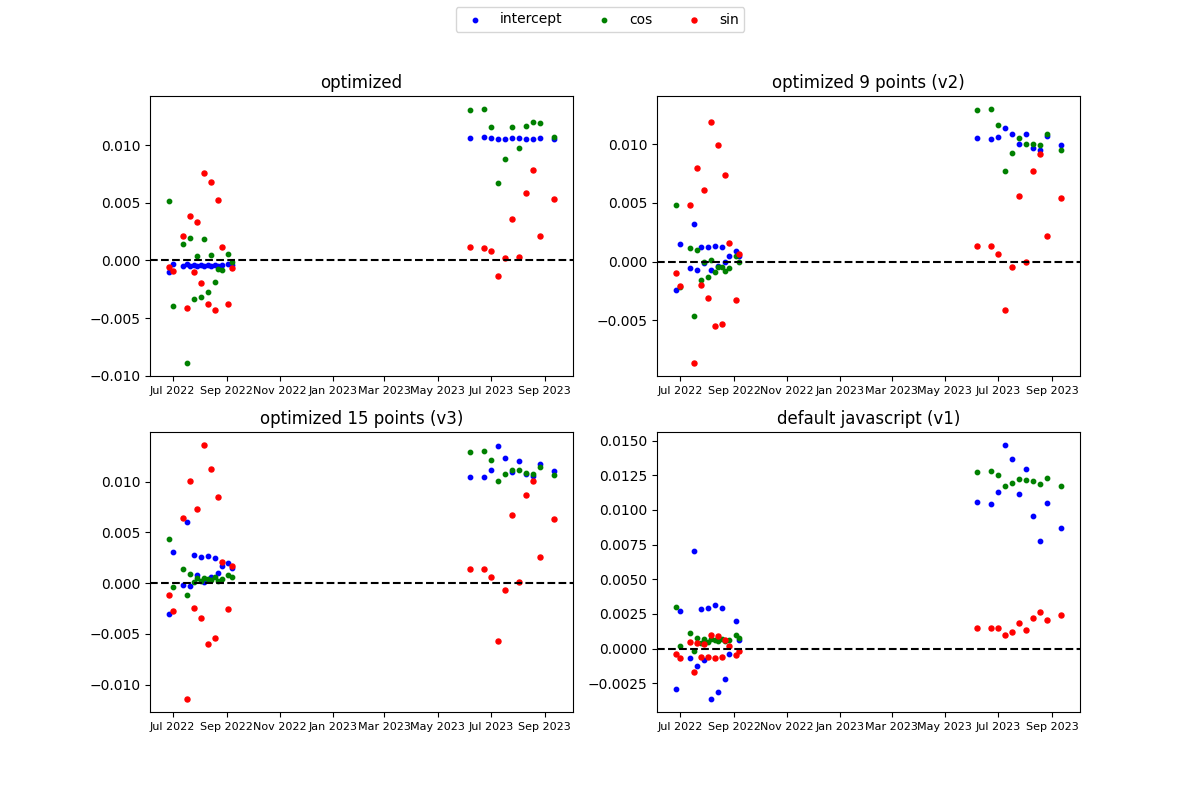 intercept cos sin
optimized
0.010
0.005
0.000
−0.005
−0.010
Jul 2022 Sep 2022 Nov 2022 Jan 2023 Mar 2023 May 2023 Jul 2023 Sep 2023
optimized 9 points (v2)
0.010
0.005
0.000
−0.005
Jul 2022 Sep 2022 Nov 2022 Jan 2023 Mar 2023 May 2023 Jul 2023 Sep 2023
optimized 15 points (v3)
0.010
0.005
0.000
−0.005
−0.010
Jul 2022 Sep 2022 Nov 2022 Jan 2023 Mar 2023 May 2023 Jul 2023 Sep 2023
default javascript (v1)
0.0150
0.0125
0.0100
0.0075
0.0050
0.0025
0.0000
−0.0025
Jul 2022 Sep 2022 Nov 2022 Jan 2023 Mar 2023 May 2023 Jul 2023 Sep 2023